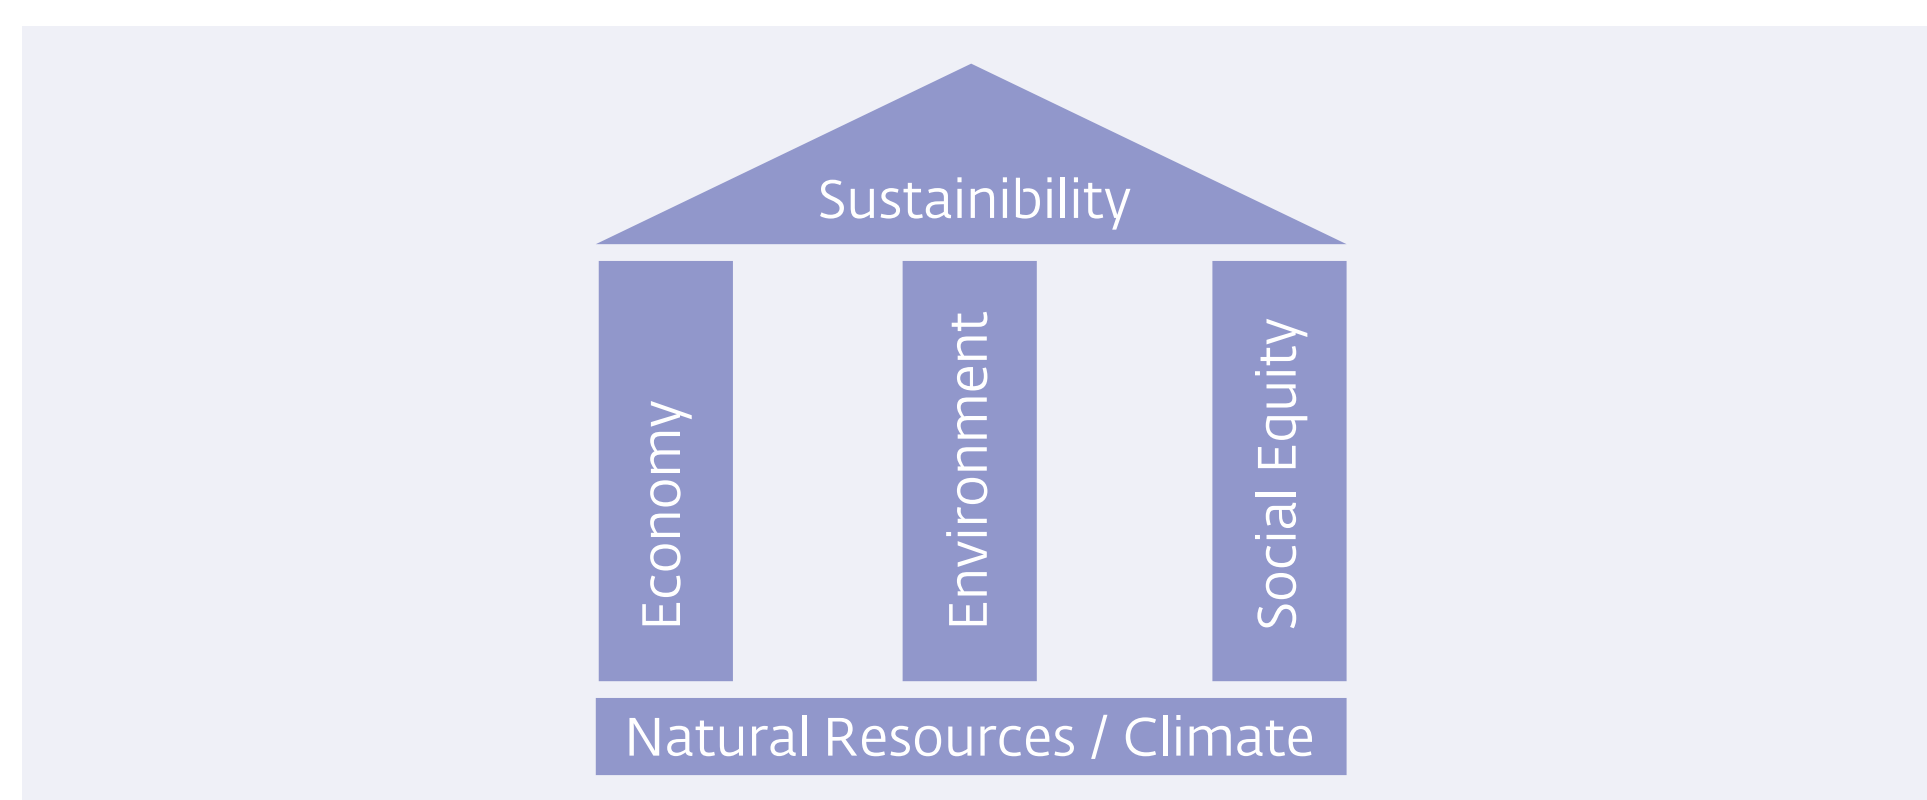 Sustainibility
Economy
Environment
Social Equity
Natural Resources / Climate